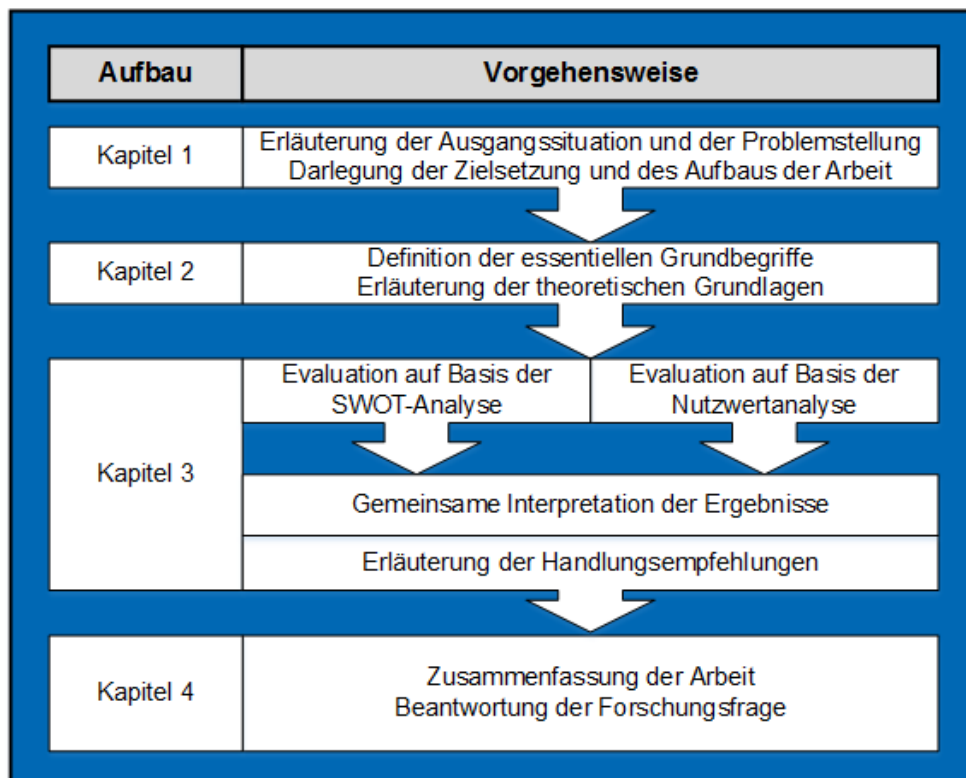 Aufbau
Vorgehensweise
Kapitel 1
Erläuterung der Ausgangssituation und der Problemstellung
Darlegung der Zielsetzung und des Aufbaus der Arbeit
Kapitel 2
Definition der essentiellen Grundbegriffe
Erläuterung der theoretischen Grundlagen
Kapitel 3
Evaluation auf Basis der
SWOT-Analyse
Evaluation auf Basis der
Nutzwertanalyse
Gemeinsame Interpretation der Ergebnisse
Erläuterung der Handlungsempfehlungen
Kapitel 4
Zusammenfassung der Arbeit
Beantwortung der Forschungsfrage